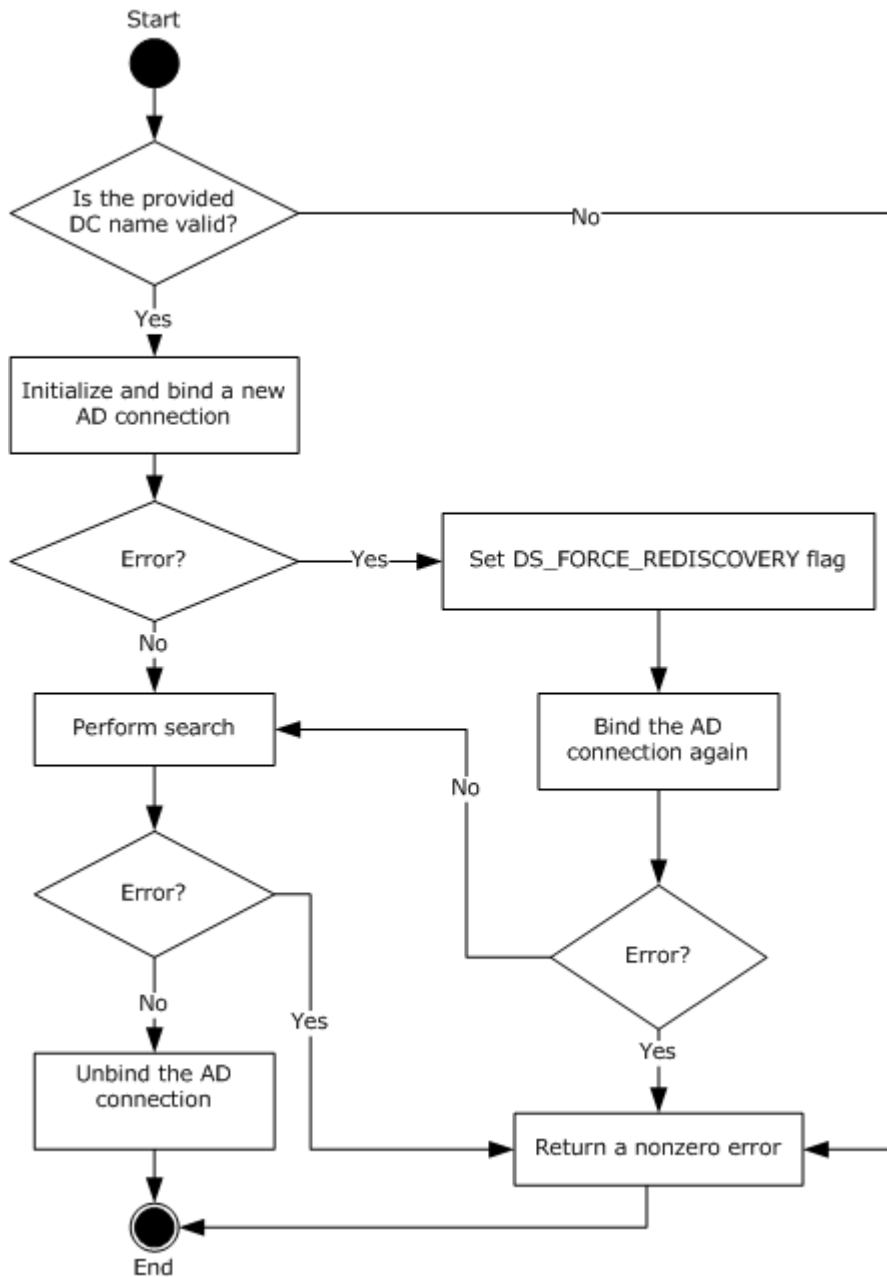 Start
Is the provided
DC name valid?
No
Yes
Initialize and bind a new
AD connection
Error?
Yes
Set DS_FORCE_REDISCOVERY flag
No
Perform search
Bind the AD
connection again
No
Error?
Error?
No
Yes
Yes
Unbind the AD
connection
Return a nonzero error
End